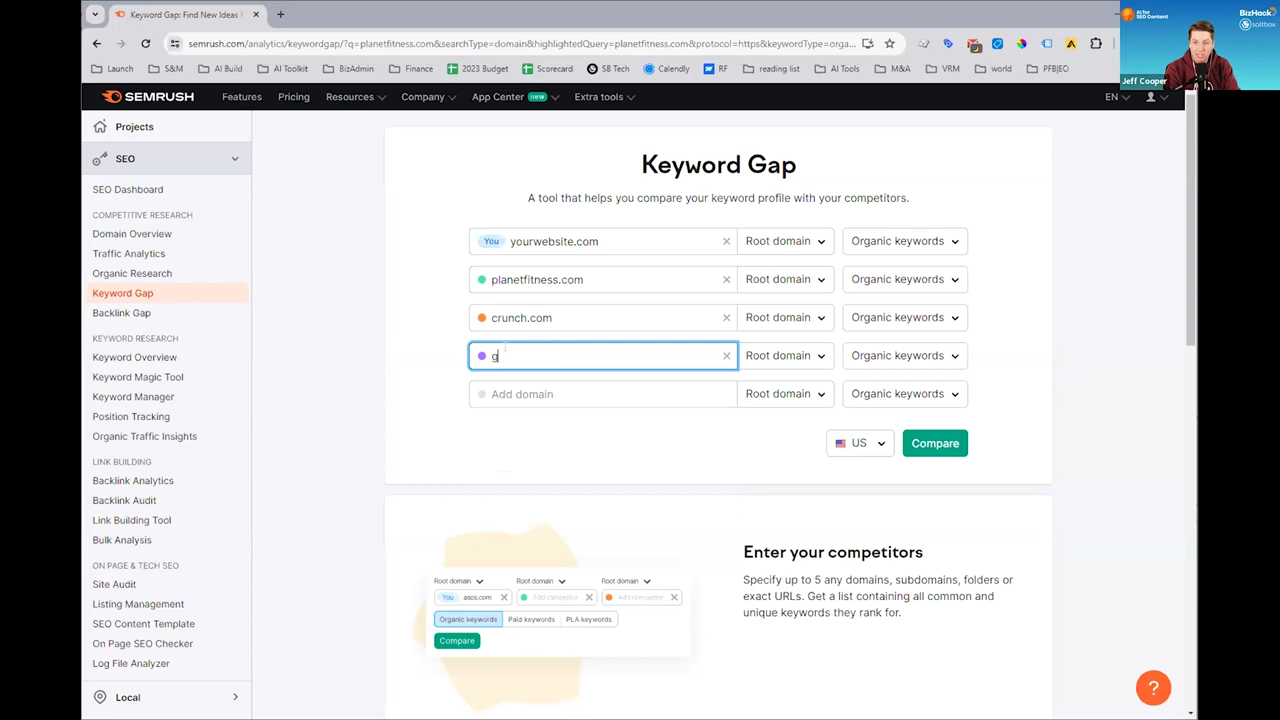 Keyword Gap: Find New Ideas
semrush.com/analytics/keywordgap/?q=planetfitness.com&searchType=domain&highlightedQuery=planetfitness.com&protocol=https&keywordType=orga...
Launch S&M AI Build AI Toolkit BizAdmin Finance 2023 Budget Scorecard SB Tech Calendly RF reading list AI Tools M&A VRM world PFBJEO
AI for
SEO Content
BizHack
saltbox
Jeff Cooper
SEMRUSH Features Pricing Resources Company App Center new Extra tools EN
Projects
SEO
SEO Dashboard
COMPETITIVE RESEARCH
Domain Overview
Traffic Analytics
Organic Research
Keyword Gap
Backlink Gap
KEYWORD RESEARCH
Keyword Overview
Keyword Magic Tool
Keyword Manager
Position Tracking
Organic Traffic Insights
LINK BUILDING
Backlink Analytics
Backlink Audit
Link Building Tool
Bulk Analysis
ON PAGE & TECH SEO
Site Audit
Listing Management
SEO Content Template
On Page SEO Checker
Log File Analyzer
Local
Keyword Gap
A tool that helps you compare your keyword profile with your competitors.
You yourwebsite.com Root domain Organic keywords
planetfitness.com Root domain Organic keywords
crunch.com Root domain Organic keywords
g Root domain Organic keywords
Add domain Root domain Organic keywords
US Compare
Root domain Root domain Root domain
You asos.com Add competitor Add competitor
Organic keywords Paid keywords PLA keywords
Compare
Enter your competitors
Specify up to 5 any domains, subdomains, folders or
exact URLs. Get a list containing all common and
unique keywords they rank for.
?